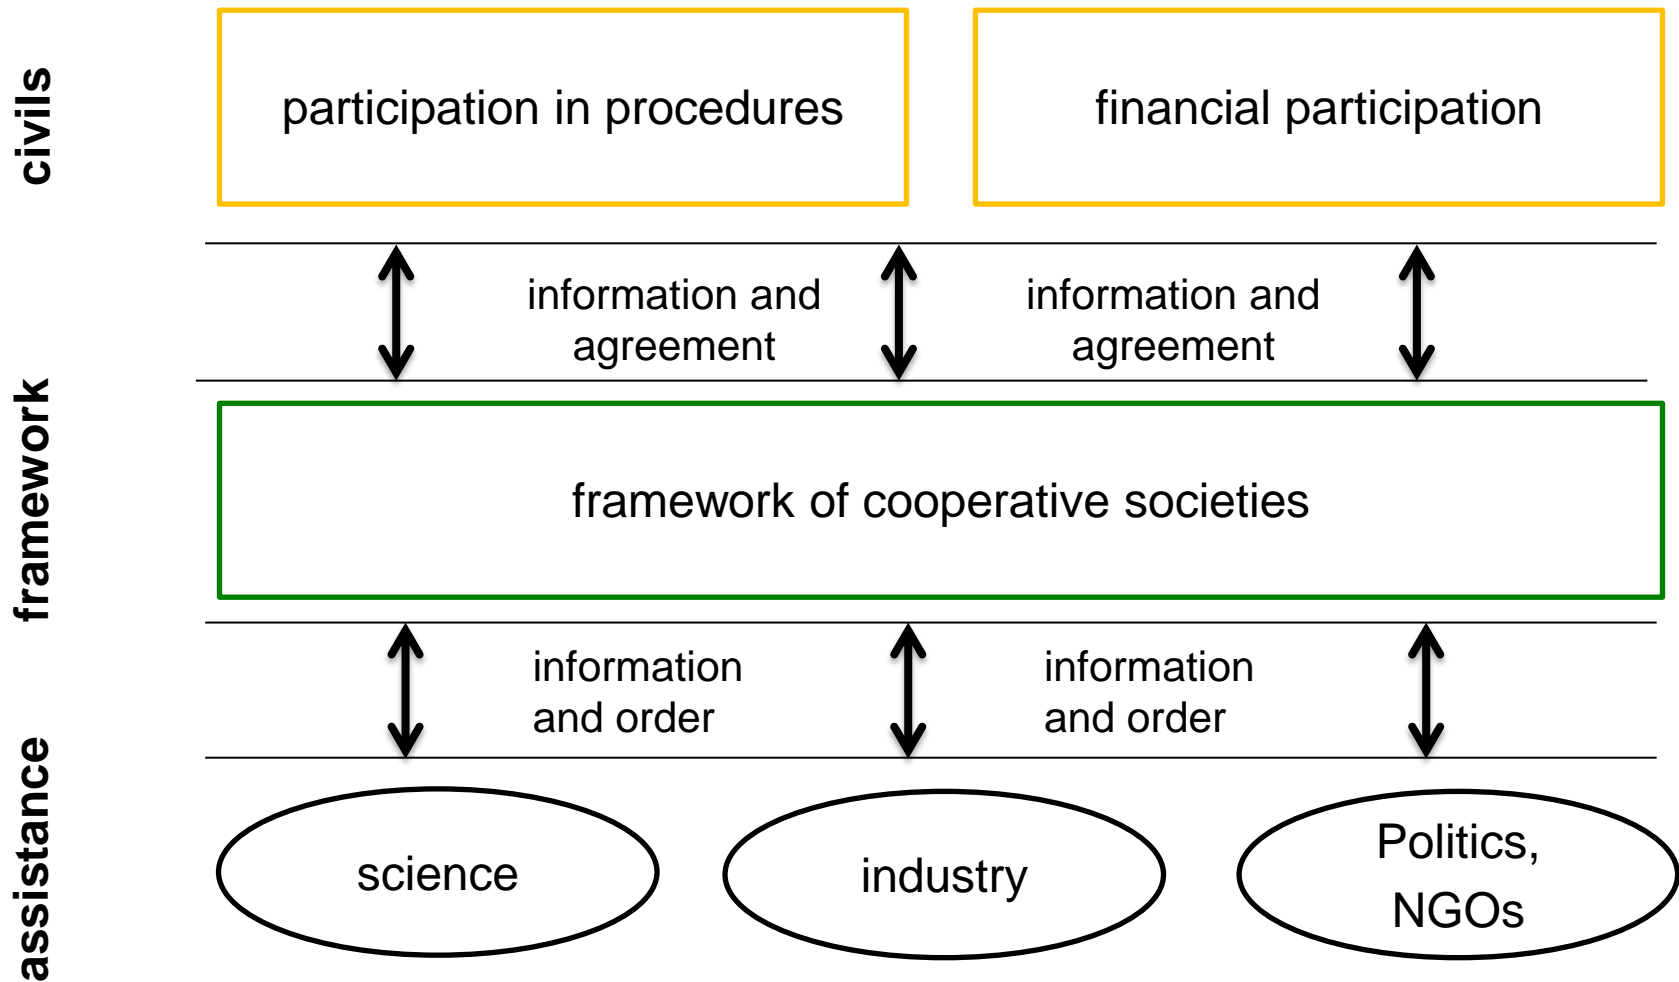 civils
participation in procedures
financial participation
information and
agreement
information and
agreement
framework
framework of cooperative societies
information
and order
information
and order
assistance
science
industry
Politics,
NGOs